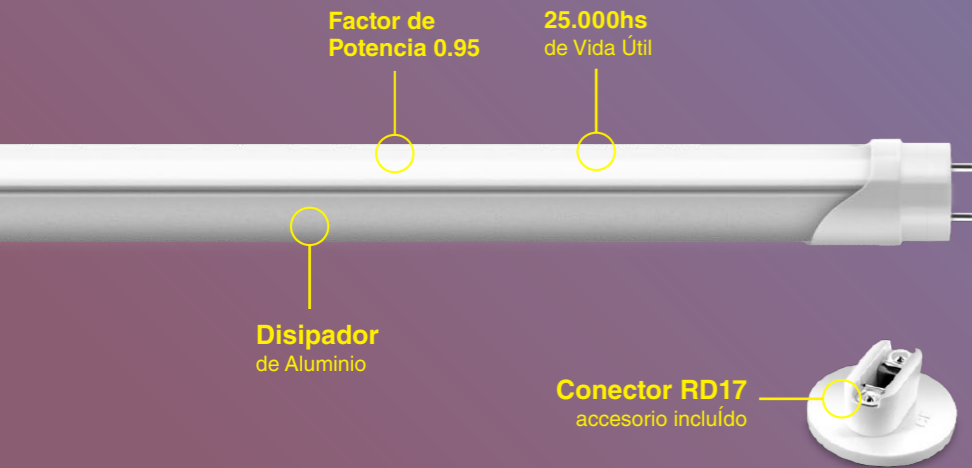 Factor de
Potencia 0.95
25.000hs
de Vida Útil
Disipador
de Aluminio
Conector RD17
accesorio incluÍdo